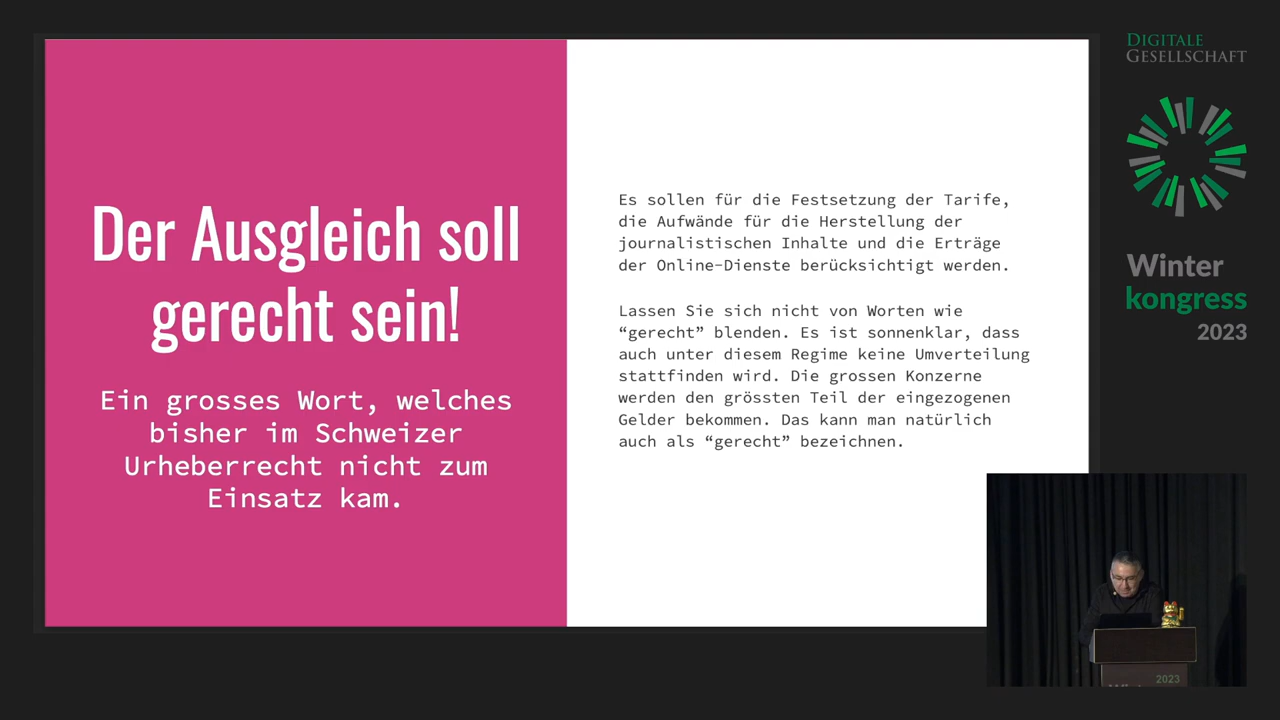 Der Ausgleich soll
gerecht sein!
Ein grosses Wort, welches
bisher im Schweizer
Urheberrecht nicht zum
Einsatz kam.
Es sollen für die Festsetzung der Tarife,
die Aufwände für die Herstellung der
journalistischen Inhalte und die Erträge
der Online-Dienste berücksichtigt werden.
Lassen Sie sich nicht von Worten wie
“gerecht” blenden. Es ist sonnenklar, dass
auch unter diesem Regime keine Umverteilung
stattfinden wird. Die grossen Konzerne
werden den grössten Teil der eingezogenen
Gelder bekommen. Das kann man natürlich
auch als “gerecht” bezeichnen.
DIGITALE
GESELLSCHAFT
Winter
kongress
2023
2023